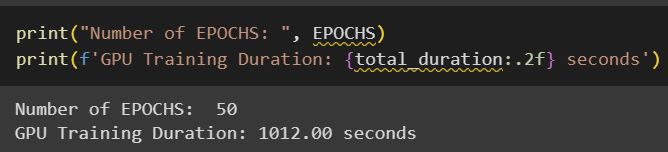 print("Number of EPOCHS: ", EPOCHS)
print(f'GPU Training Duration: {total_duration:.2f} seconds')
Number of EPOCHS:  50
GPU Training Duration: 1012.00 seconds